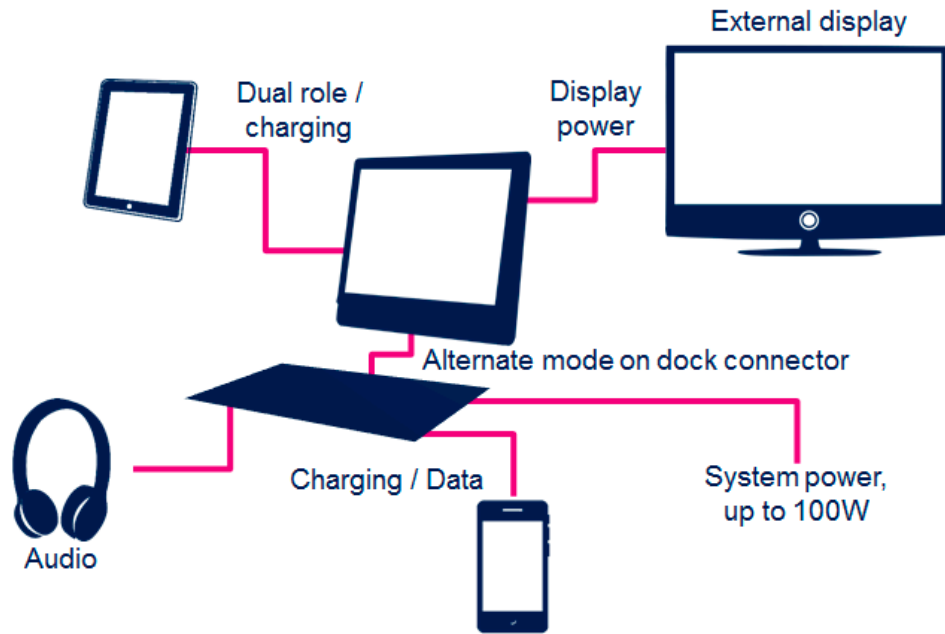 External display
Dual role /
charging
Display
power
Alternate mode on dock connector
Charging / Data
System power,
up to 100W
Audio